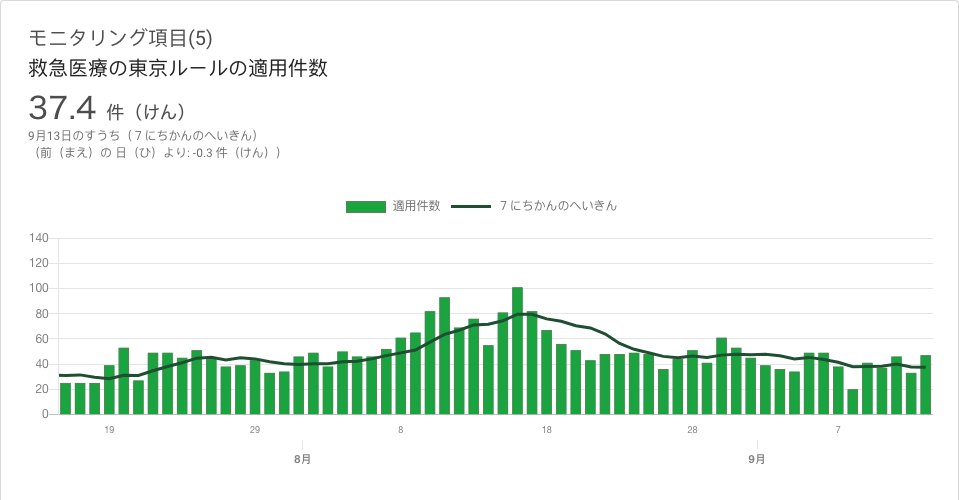 モニタリング項目(5)
救急医療の東京ルールの適用件数
37.4 件（けん）
9月13日のすうち（７にちかんのへいきん）
（前（まえ）の 日（ひ）より: -0.3 件（けん））
適用件数 ７にちかんのへいきん
140
120
100
80
60
40
20
0
19 29 8 18 28 7
8月 9月